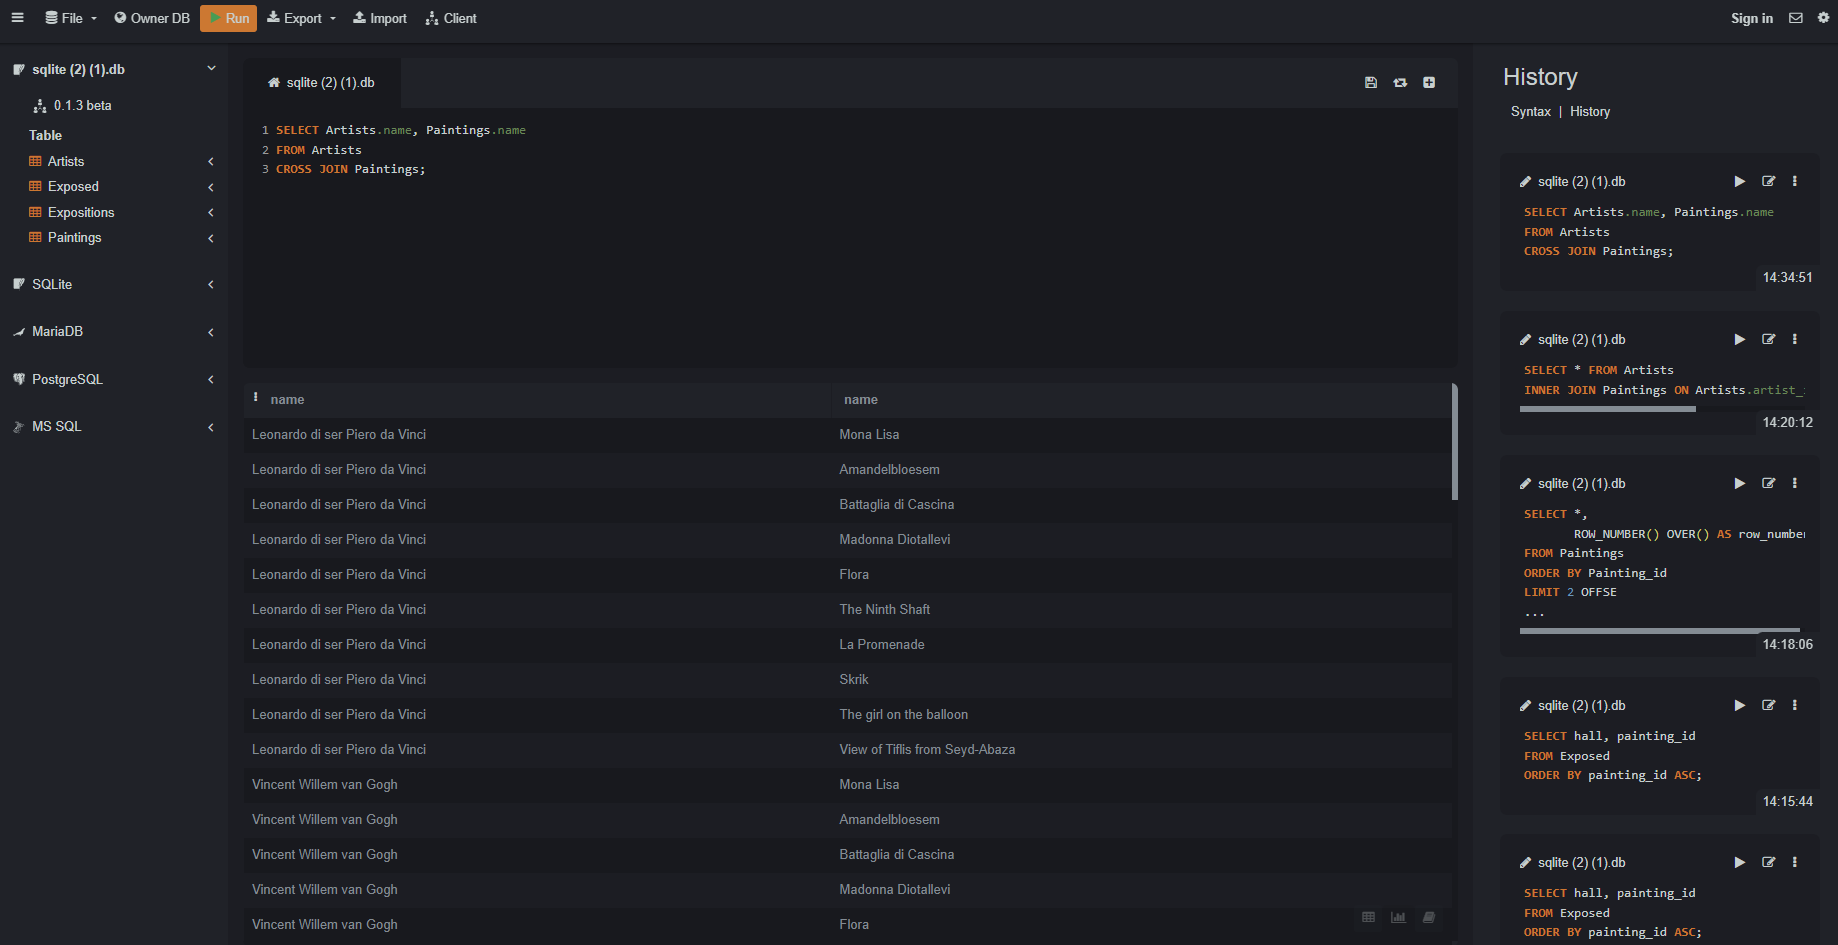 File Owner DB Run Export Import Client Sign in
sqlite (2) (1).db
0.1.3 beta
Table
Artists
Exposed
Expositions
Paintings
SQLite
MariaDB
PostgreSQL
MS SQL
sqlite (2) (1).db
1 SELECT Artists.name, Paintings.name
2 FROM Artists
3 CROSS JOIN Paintings;
name name
Leonardo di ser Piero da Vinci Mona Lisa
Leonardo di ser Piero da Vinci Amandelbloesem
Leonardo di ser Piero da Vinci Battaglia di Cascina
Leonardo di ser Piero da Vinci Madonna Diotallevi
Leonardo di ser Piero da Vinci Flora
Leonardo di ser Piero da Vinci The Ninth Shaft
Leonardo di ser Piero da Vinci La Promenade
Leonardo di ser Piero da Vinci Skrik
Leonardo di ser Piero da Vinci The girl on the balloon
Leonardo di ser Piero da Vinci View of Tiflis from Seyd-Abaza
Vincent Willem van Gogh Mona Lisa
Vincent Willem van Gogh Amandelbloesem
Vincent Willem van Gogh Battaglia di Cascina
Vincent Willem van Gogh Madonna Diotallevi
Vincent Willem van Gogh Flora
History
Syntax | History
sqlite (2) (1).db
SELECT Artists.name, Paintings.name
FROM Artists
CROSS JOIN Paintings;
14:34:51
sqlite (2) (1).db
SELECT * FROM Artists
INNER JOIN Paintings ON Artists.artist_
14:20:12
sqlite (2) (1).db
SELECT *,
ROW_NUMBER() OVER() AS row_number
FROM Paintings
ORDER BY Painting_id
LIMIT 2 OFFSE
...
14:18:06
sqlite (2) (1).db
SELECT hall, painting_id
FROM Exposed
ORDER BY painting_id ASC;
14:15:44
sqlite (2) (1).db
SELECT hall, painting_id
FROM Exposed
ORDER BY painting_id ASC;